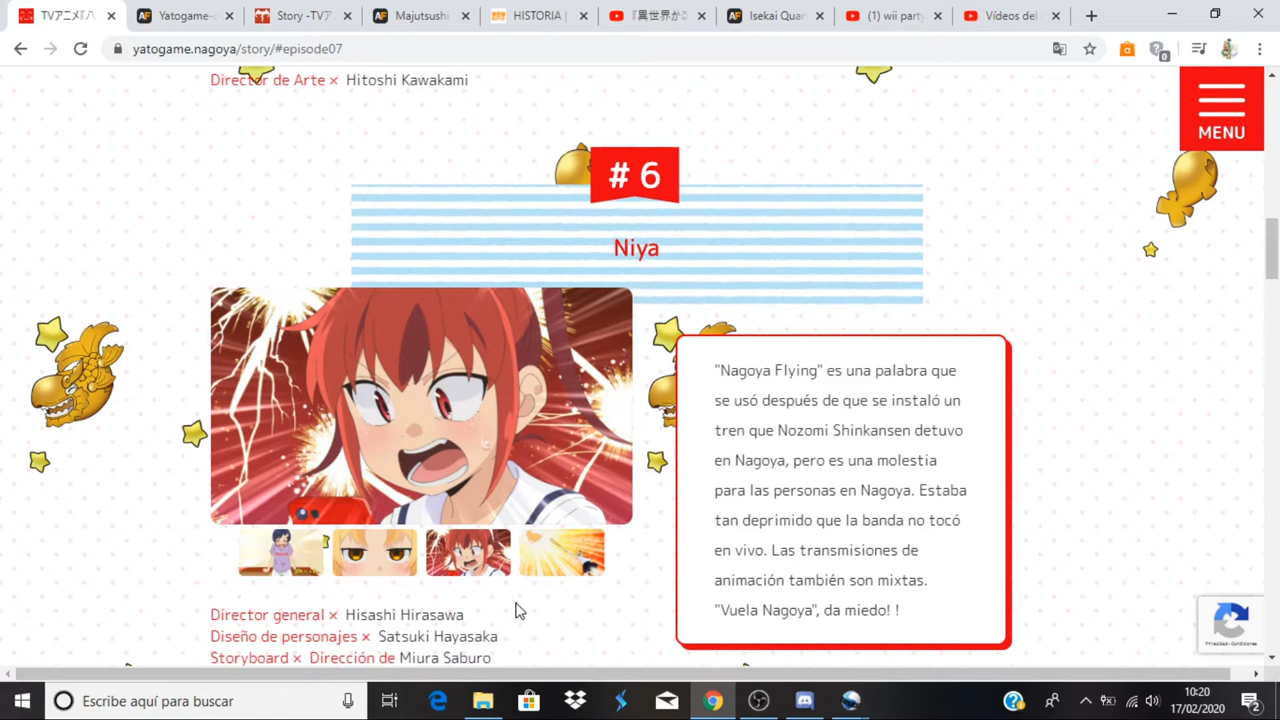 TVアニメ『八
Yatogame-c
Story -TVア
Majutsushi
HISTORIA |
『異世界かる
Isekai Quar
(1) wii party
Vídeos del
yatogame.nagoya/story/#episode07
0
Director de Arte × Hitoshi Kawakami
MENU
# 6
Niya
"Nagoya Flying" es una palabra que
se usó después de que se instaló un
tren que Nozomi Shinkansen detuvo
en Nagoya, pero es una molestia
para las personas en Nagoya. Estaba
tan deprimido que la banda no tocó
en vivo. Las transmisiones de
animación también son mixtas.
"Vuela Nagoya", da miedo! !
Director general × Hisashi Hirasawa
Diseño de personajes × Satsuki Hayasaka
Storyboard × Dirección de Miura Saburo
Privacidad - Condiciones
Escribe aquí para buscar
10:20
17/02/2020
2